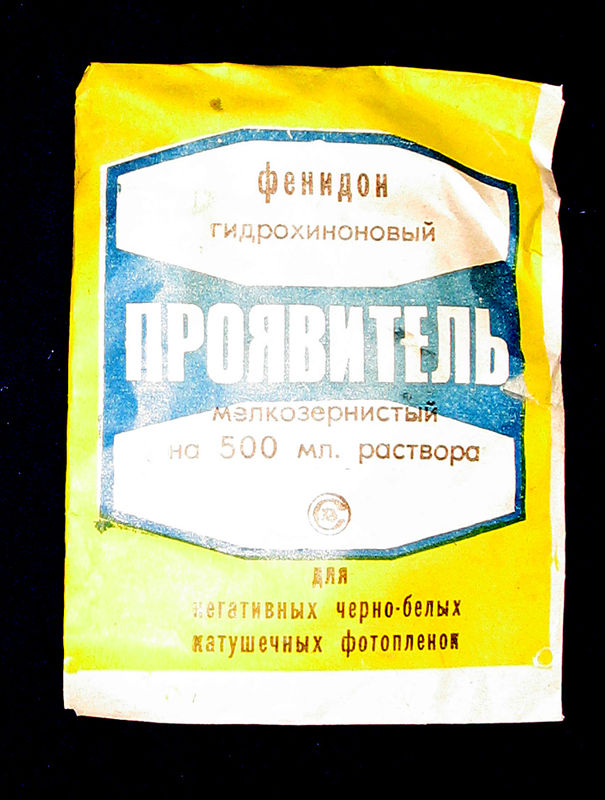 фенидон
гидрохиноновый
ПРОЯВИТЕЛЬ
мелкозернистый
на 500 мл. раствора
для
негативных черно-белых
катушечных фотопленок